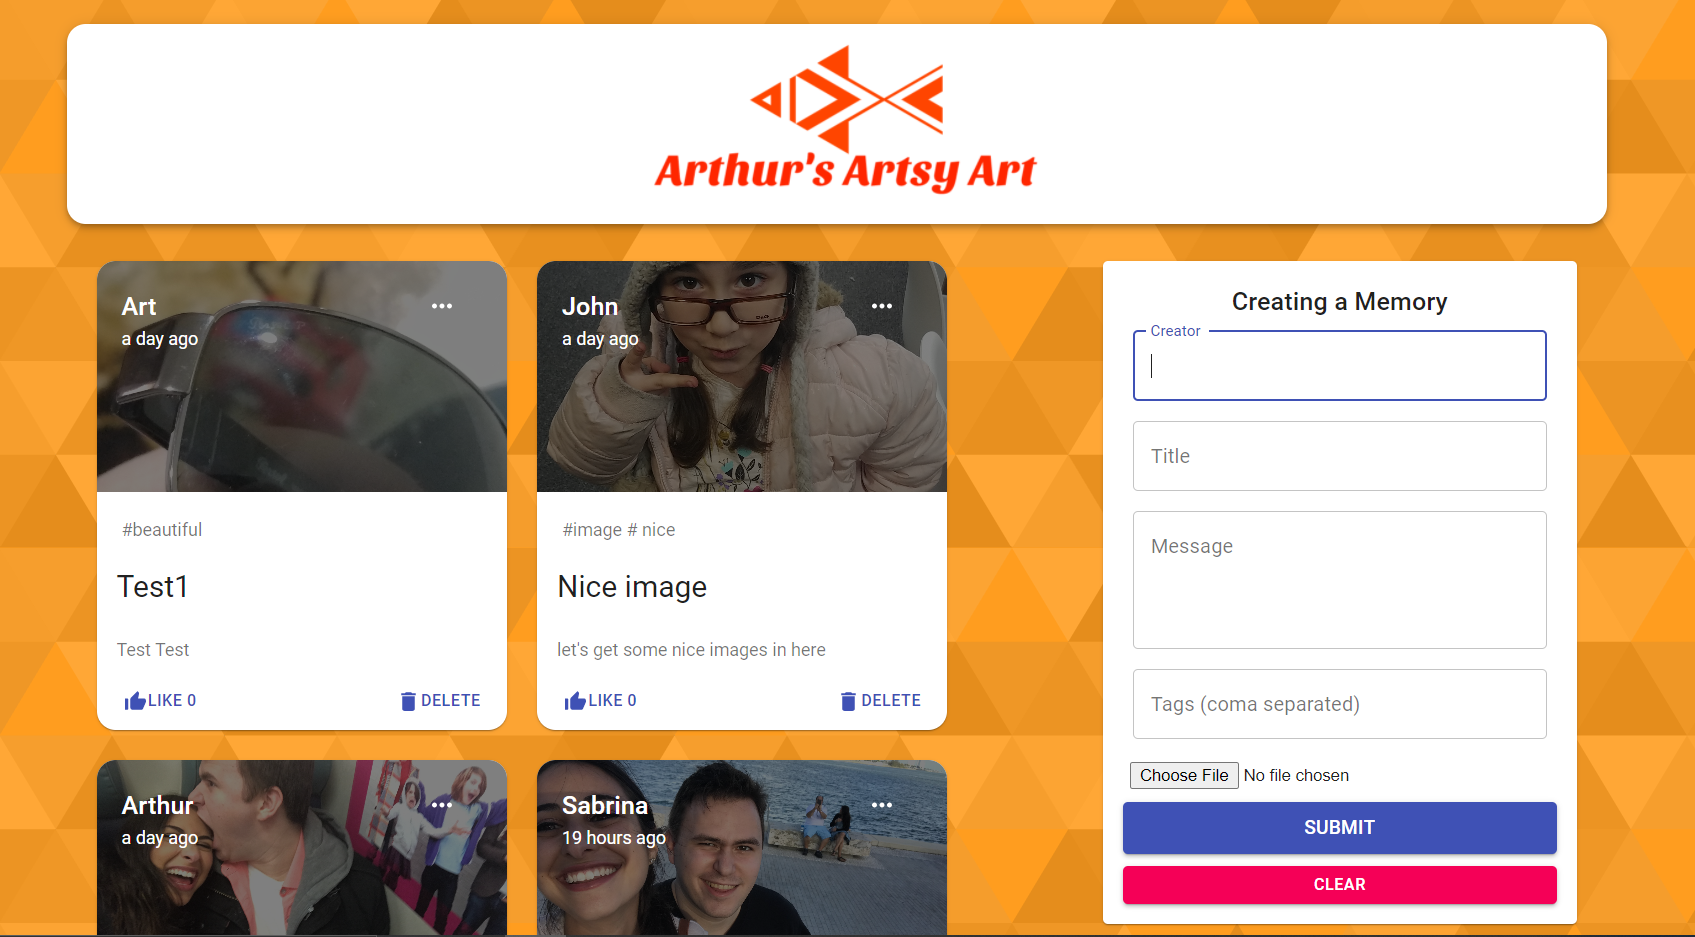 Arthur's Artsy Art
Art
a day ago
#beautiful
Test1
Test Test
LIKE 0
DELETE
John
a day ago
#image # nice
Nice image
let's get some nice images in here
LIKE 0
DELETE
Arthur
a day ago
Sabrina
19 hours ago
Creating a Memory
Creator
Title
Message
Tags (coma separated)
Choose File No file chosen
SUBMIT
CLEAR